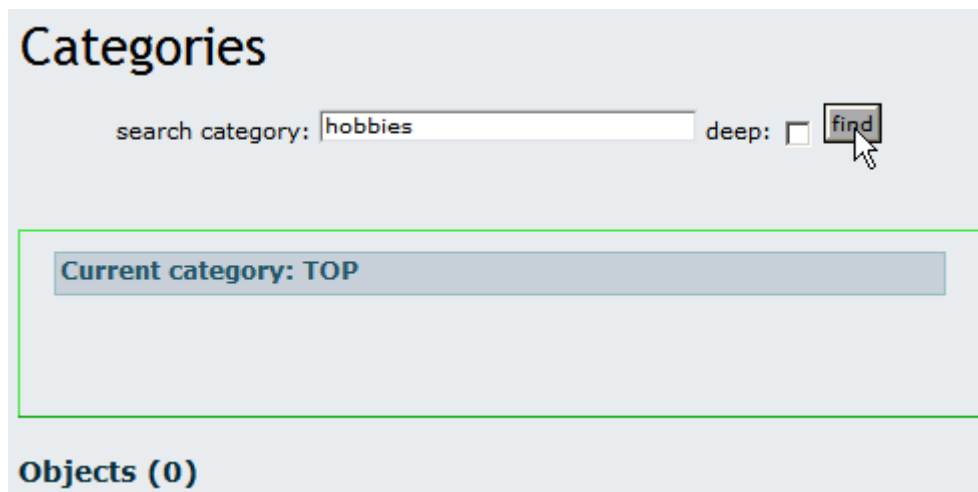 Categories
search category: hobbies deep: find
Current category: TOP
Objects (0)